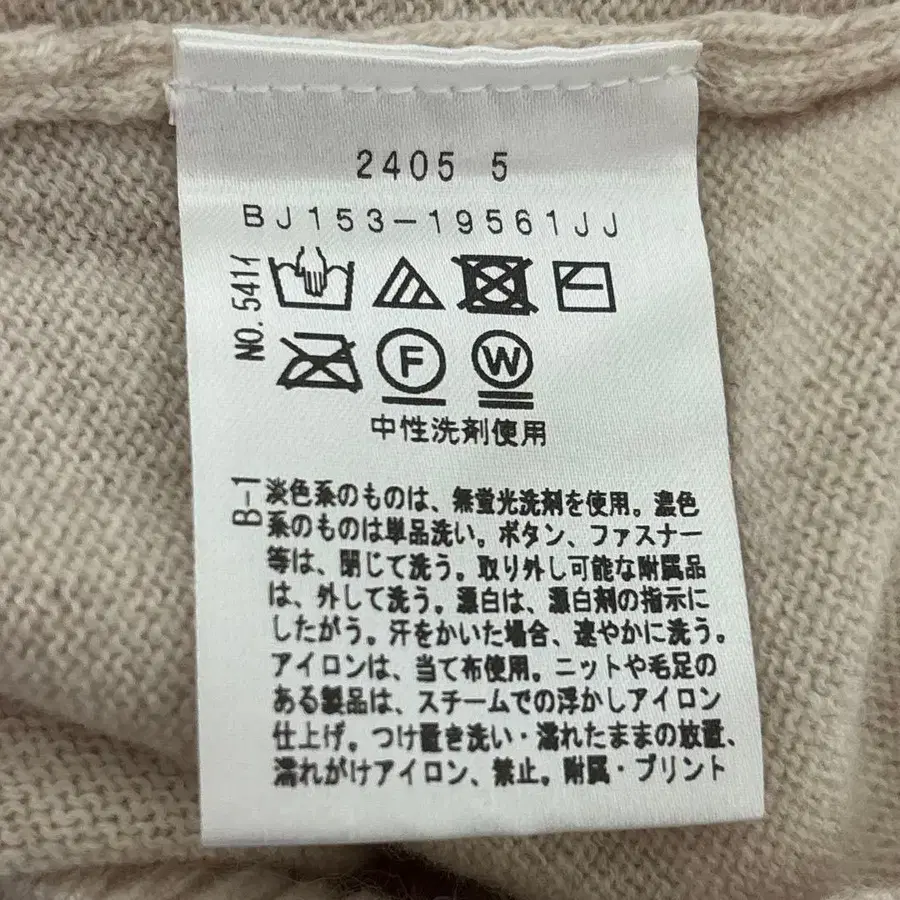 2405 5
BJ153-19561JJ
NO.5414
F
W
中性洗剤使用
B-1
淡色系のものは、無蛍光洗剤を使用。濃色
系のものは単品洗い。ボタン、ファスナー
等は、閉じて洗う。取り外し可能な附属品
は、外して洗う。漂白は、漂白剤の指示に
したがう。汗をかいた場合、速やかに洗う。
アイロンは、当て布使用。ニットや毛足の
ある製品は、スチームでの浮かしアイロン
仕上げ。つけ置き洗い・濡れたままの放置、
濡れがけアイロン、禁止。附属・プリント